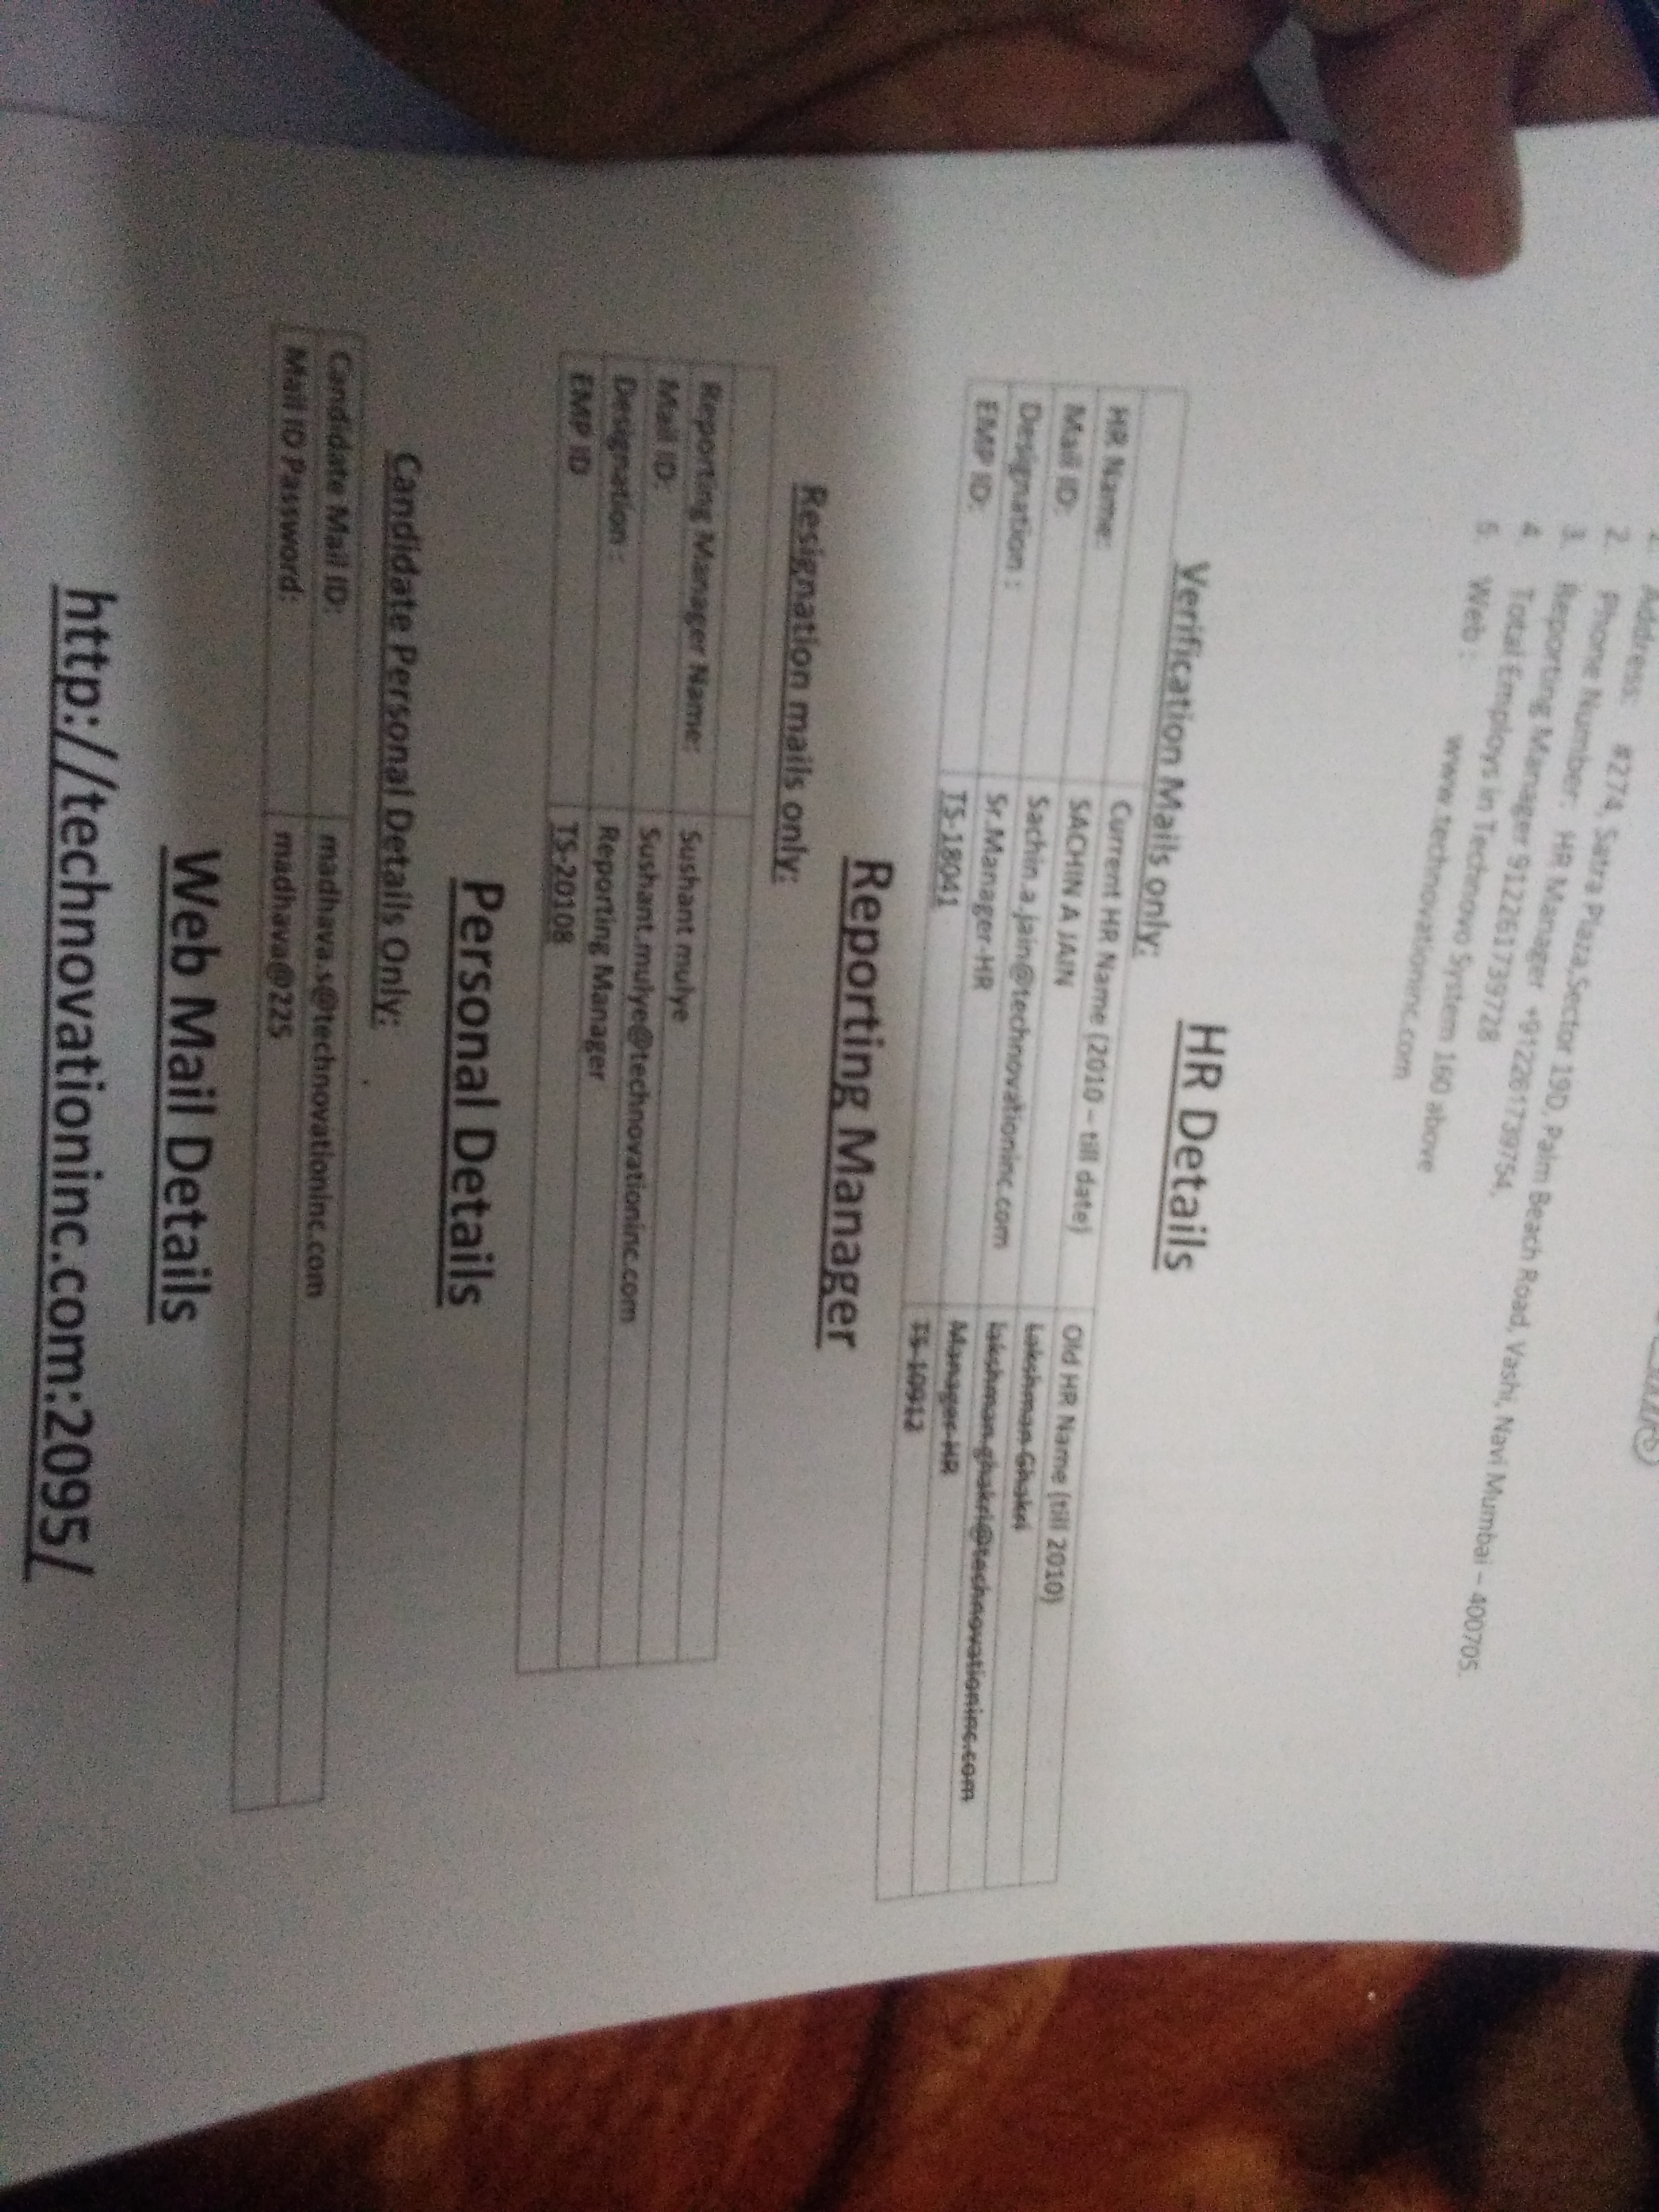 Address: #274, Satra Plaza,Sector 19D, Palm Beach Road, Vashi, Navi Mumbai – 400705.
2. Phone Number: HR Manager +912261739754,
3. Reporting Manager 912261739728
4. Total Employs in Technovo System 160 above
5. Web : www.technovationinc.com
HR Details
Verification Mails only:
Current HR Name (2010 – till date) Old HR Name (till 2010)
HR Name: SACHIN A JAIN Lakshman Ghakri
Mail ID: Sachin.a.jain@technovationinc.com lakshman.ghakri@technovationinc.com
Designation : Sr.Manager-HR Manager-HR
EMP ID: TS-18041 TS-10912
Reporting Manager
Resignation mails only:
Reporting Manager Name: Sushant mulye
Mail ID: Sushant.mulye@technovationinc.com
Designation : Reporting Manager
EMP ID TS-20108
Personal Details
Candidate Personal Details Only:
Candidate Mail ID: madhava.s@technovationinc.com
Mail ID Password: madhava@225
Web Mail Details
http://technovationinc.com:2095/